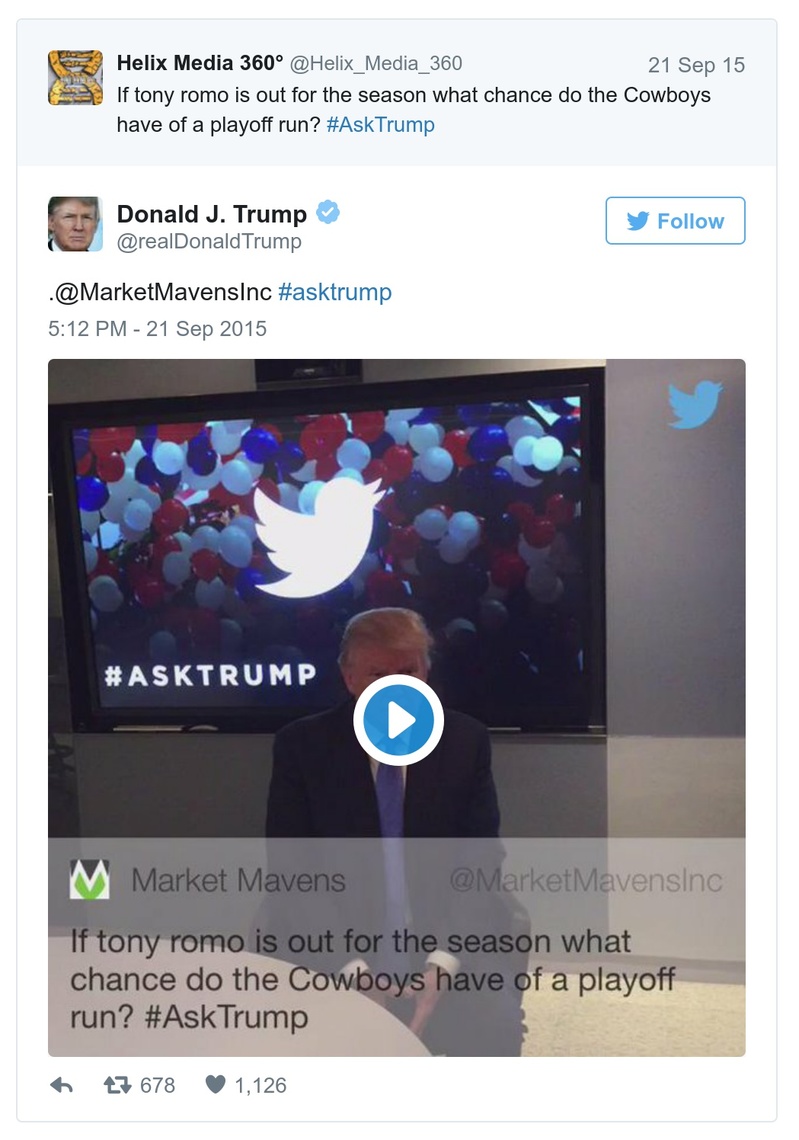 Helix Media 360° @Helix_Media_360 21 Sep 15
If tony romo is out for the season what chance do the Cowboys
have of a playoff run? #AskTrump
Donald J. Trump
@realDonaldTrump
Follow
.@MarketMavensInc #asktrump
5:12 PM - 21 Sep 2015
#ASKTRUMP
Market Mavens @MarketMavensInc
If tony romo is out for the season what
chance do the Cowboys have of a playoff
run? #AskTrump
678 1,126